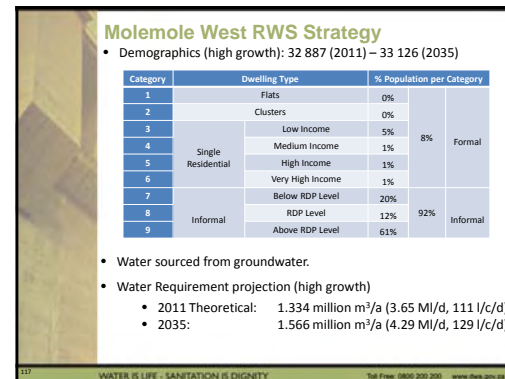 Molemole West RWS Strategy
• Demographics (high growth): 32 887 (2011) – 33 126 (2035)
Category Dwelling Type % Population per Category
1 Flats 0% 8% Formal
2 Clusters 0%
3 Single Residential Low Income 5%
4 Medium Income 1%
5 High Income 1%
6 Very High Income 1%
7 Informal Below RDP Level 20% 92% Informal
8 RDP Level 12%
9 Above RDP Level 61%
• Water sourced from groundwater.
• Water Requirement projection (high growth)
• 2011 Theoretical: 1.334 million m³/a (3.65 Ml/d, 111 l/c/d)
• 2035: 1.566 million m³/a (4.29 Ml/d, 129 l/c/d)
117
WATER IS LIFE - SANITATION IS DIGNITY Toll Free: 0800 200 200 www.dwa.gov.za